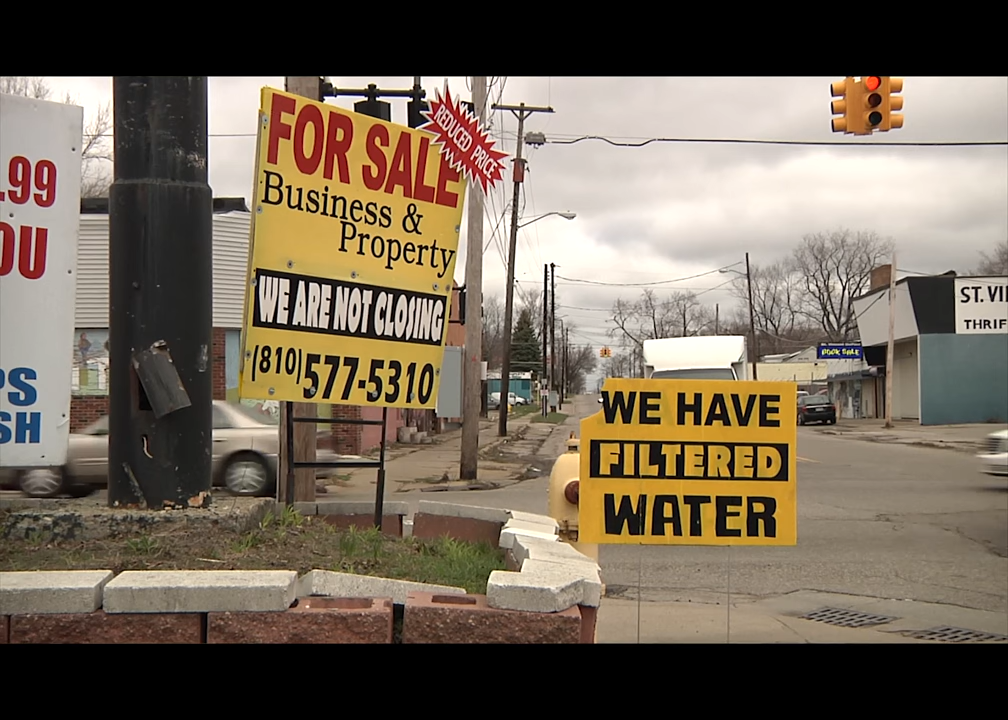 .99
OU
PS
SH
FOR SALE
REDUCED PRICE
Business &
Property
WE ARE NOT CLOSING
(810) 577-5310
WE HAVE
FILTERED
WATER
BOOK SALE
ST. VI
THRIF